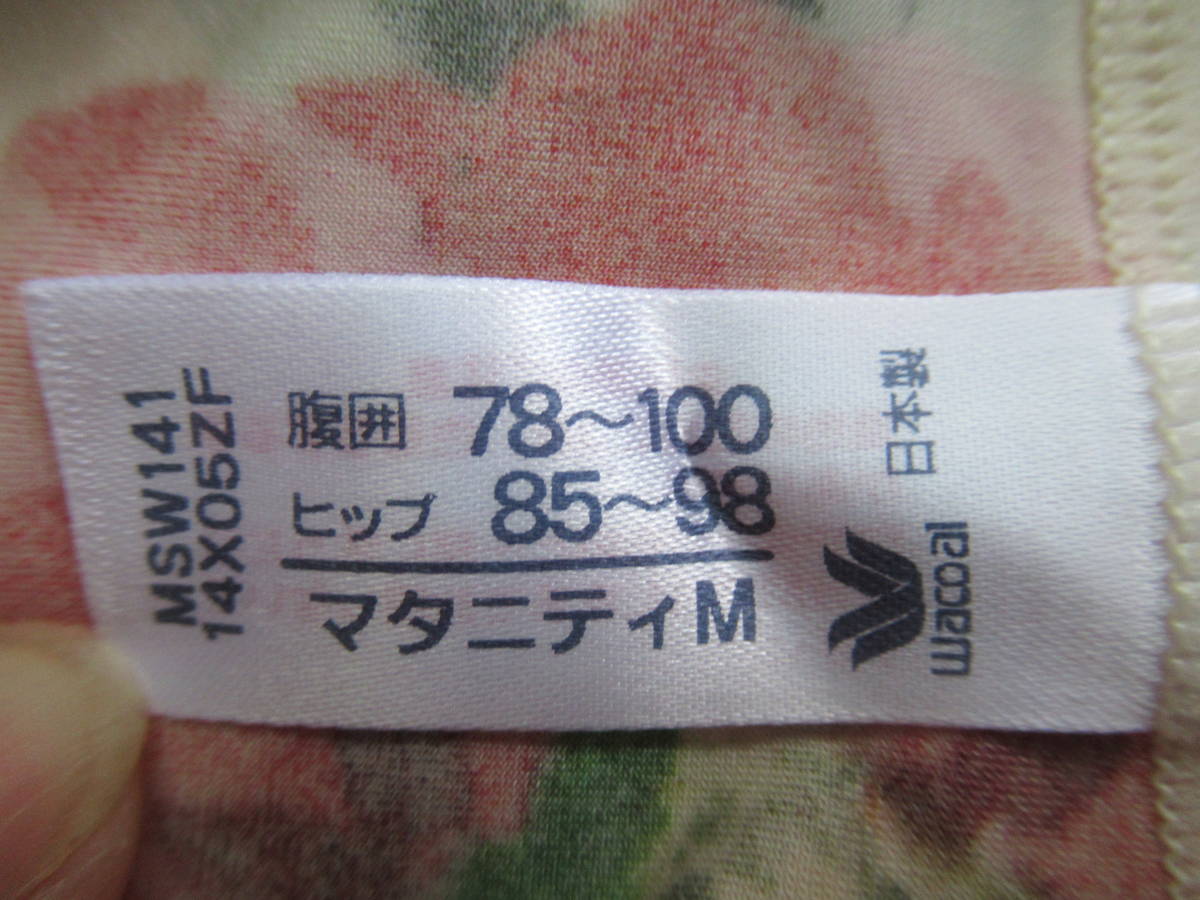 MSW141
14X05ZF
腹囲 78～100
ヒップ 85～98
マタニティM
日本製
wacoal